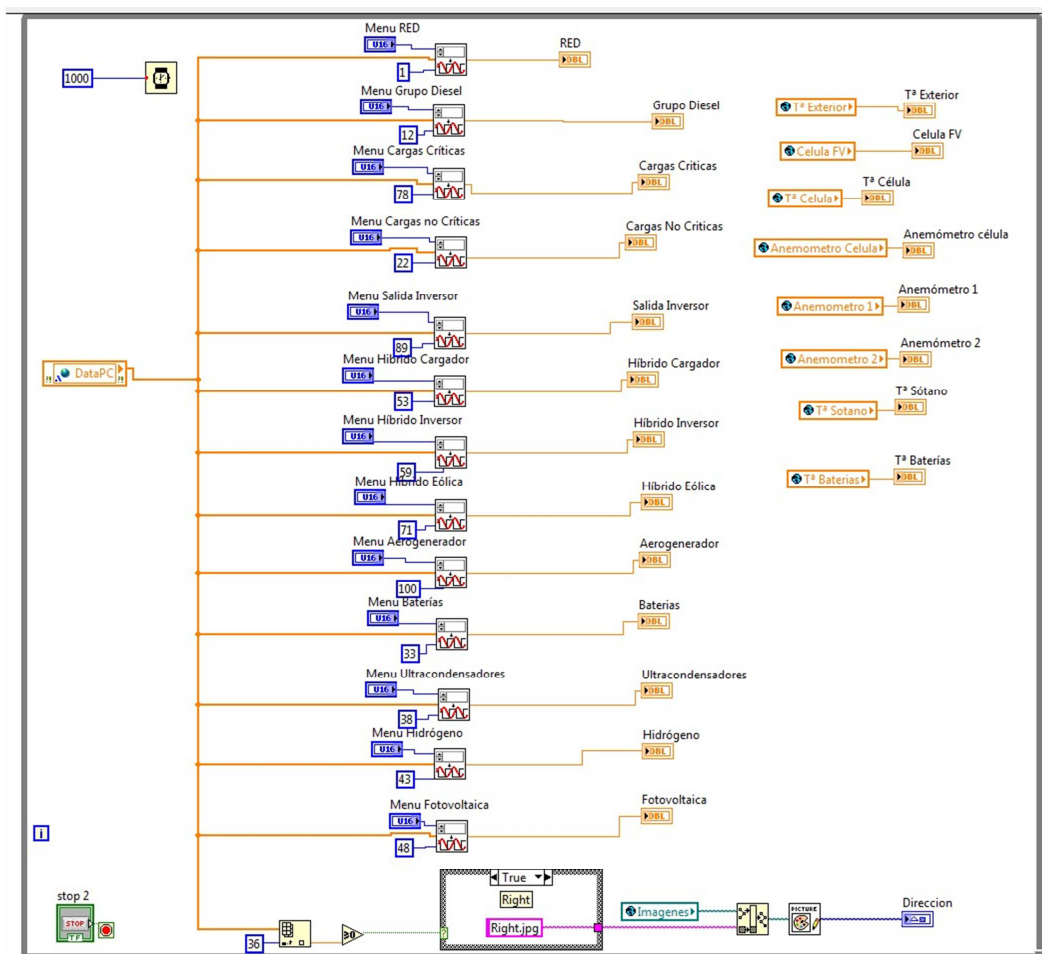 Menu RED
U16
RED
DBL
1
1000
Menu Grupo Diesel
U16
Grupo Diesel
DBL
12
Tª Exterior
Tª Exterior
DBL
Menu Cargas Críticas
U16
Cargas Criticas
DBL
78
Celula FV
Celula FV
DBL
Tª Celula
Tª Célula
DBL
Menu Cargas no Críticas
U16
Cargas No Criticas
DBL
22
Anemometro Celula
Anemómetro célula
DBL
Menu Salida Inversor
U16
Salida Inversor
DBL
89
Anemometro 1
Anemómetro 1
DBL
DataPC
Menu Híbrido Cargador
U16
Híbrido Cargador
DBL
53
Anemometro 2
Anemómetro 2
DBL
Tª Sotano
Tª Sótano
DBL
Menu Híbrido Inversor
U16
Híbrido Inversor
DBL
59
Tª Baterias
Tª Baterías
DBL
Menu Híbrido Eólica
U16
Híbrido Eólica
DBL
71
Menu Aerogenerador
U16
Aerogenerador
DBL
100
Menu Baterías
U16
Baterias
DBL
33
Menu Ultracondensadores
U16
Ultracondensadores
DBL
38
Menu Hidrógeno
U16
Hidrógeno
DBL
43
Menu Fotovoltaica
U16
Fotovoltaica
DBL
48
i
stop 2
STOP
TF
36
≥0
?
True
Right
Right.jpg
Imagenes
PICTURE
Direccion